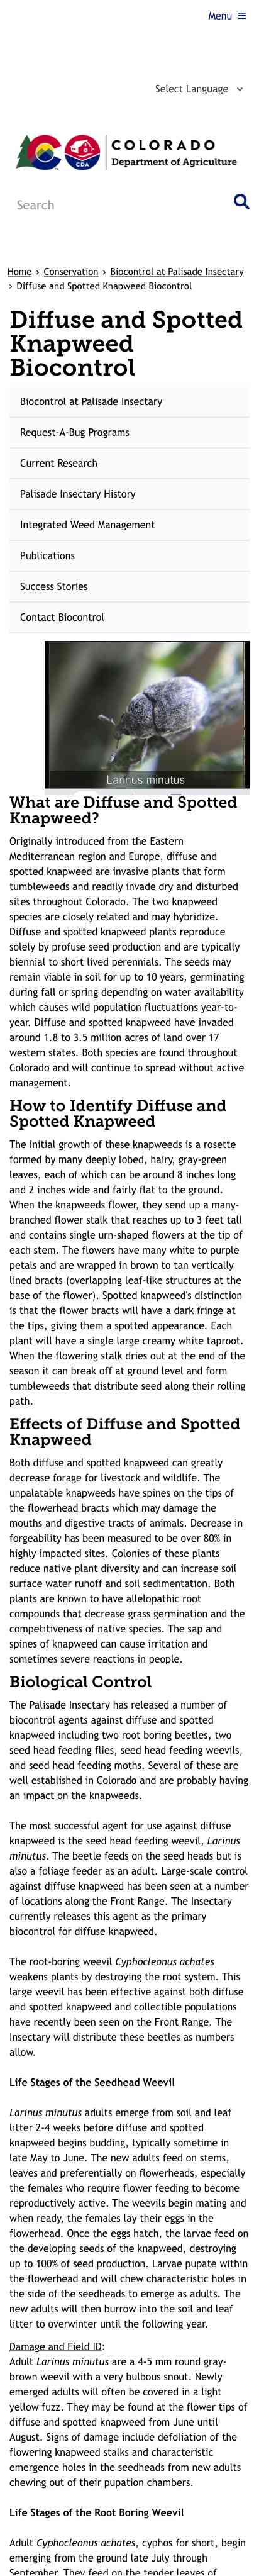 Menu
Select Language
COLORADO
Department of Agriculture
Search
Home › Conservation › Biocontrol at Palisade Insectary
› Diffuse and Spotted Knapweed Biocontrol
Diffuse and Spotted
Knapweed
Biocontrol
Biocontrol at Palisade Insectary
Request-A-Bug Programs
Current Research
Palisade Insectary History
Integrated Weed Management
Publications
Success Stories
Contact Biocontrol
Larinus minutus
What are Diffuse and Spotted
Knapweed?
Originally introduced from the Eastern
Mediterranean region and Europe, diffuse and
spotted knapweed are invasive plants that form
tumbleweeds and readily invade dry and disturbed
sites throughout Colorado. The two knapweed
species are closely related and may hybridize.
Diffuse and spotted knapweed plants reproduce
solely by profuse seed production and are typically
biennial to short lived perennials. The seeds may
remain viable in soil for up to 10 years, germinating
during fall or spring depending on water availability
which causes wild population fluctuations year-to-
year. Diffuse and spotted knapweed have invaded
around 1.8 to 3.5 million acres of land over 17
western states. Both species are found throughout
Colorado and will continue to spread without active
management.
How to Identify Diffuse and
Spotted Knapweed
The initial growth of these knapweeds is a rosette
formed by many deeply lobed, hairy, gray-green
leaves, each of which can be around 8 inches long
and 2 inches wide and fairly flat to the ground.
When the knapweeds flower, they send up a many-
branched flower stalk that reaches up to 3 feet tall
and contains single urn-shaped flowers at the tip of
each stem. The flowers have many white to purple
petals and are wrapped in brown to tan vertically
lined bracts (overlapping leaf-like structures at the
base of the flower). Spotted knapweed's distinction
is that the flower bracts will have a dark fringe at
the tips, giving them a spotted appearance. Each
plant will have a single large creamy white taproot.
When the flowering stalk dries out at the end of the
season it can break off at ground level and form
tumbleweeds that distribute seed along their rolling
path.
Effects of Diffuse and Spotted
Knapweed
Both diffuse and spotted knapweed can greatly
decrease forage for livestock and wildlife. The
unpalatable knapweeds have spines on the tips of
the flowerhead bracts which may damage the
mouths and digestive tracts of animals. Decrease in
forgeability has been measured to be over 80% in
highly impacted sites. Colonies of these plants
reduce native plant diversity and can increase soil
surface water runoff and soil sedimentation. Both
plants are known to have allelopathic root
compounds that decrease grass germination and the
competitiveness of native species. The sap and
spines of knapweed can cause irritation and
sometimes severe reactions in people.
Biological Control
The Palisade Insectary has released a number of
biocontrol agents against diffuse and spotted
knapweed including two root boring beetles, two
seed head feeding flies, seed head feeding weevils,
and seed head feeding moths. Several of these are
well established in Colorado and are probably having
an impact on the knapweeds.
The most successful agent for use against diffuse
knapweed is the seed head feeding weevil, Larinus
minutus. The beetle feeds on the seed heads but is
also a foliage feeder as an adult. Large-scale control
against diffuse knapweed has been seen at a number
of locations along the Front Range. The Insectary
currently releases this agent as the primary
biocontrol for diffuse knapweed.
The root-boring weevil Cyphocleonus achates
weakens plants by destroying the root system. This
large weevil has been effective against both diffuse
and spotted knapweed and collectible populations
have recently been seen on the Front Range. The
Insectary will distribute these beetles as numbers
allow.
Life Stages of the Seedhead Weevil
Larinus minutus adults emerge from soil and leaf
litter 2-4 weeks before diffuse and spotted
knapweed begins budding, typically sometime in
late May to June. The new adults feed on stems,
leaves and preferentially on flowerheads, especially
the females who require flower feeding to become
reproductively active. The weevils begin mating and
when ready, the females lay their eggs in the
flowerhead. Once the eggs hatch, the larvae feed on
the developing seeds of the knapweed, destroying
up to 100% of seed production. Larvae pupate within
the flowerhead and will chew characteristic holes in
the side of the seedheads to emerge as adults. The
new adults will then burrow into the soil and leaf
litter to overwinter until the following year.
Damage and Field ID:
Adult Larinus minutus are a 4-5 mm round gray-
brown weevil with a very bulbous snout. Newly
emerged adults will often be covered in a light
yellow fuzz. They may be found at the flower tips of
diffuse and spotted knapweed from June until
August. Signs of damage include defoliation of the
flowering knapweed stalks and characteristic
emergence holes in the seedheads from new adults
chewing out of their pupation chambers.
Life Stages of the Root Boring Weevil
Adult Cyphocleonus achates, cyphos for short, begin
emerging from the ground late July through
September. They feed on the tender leaves of